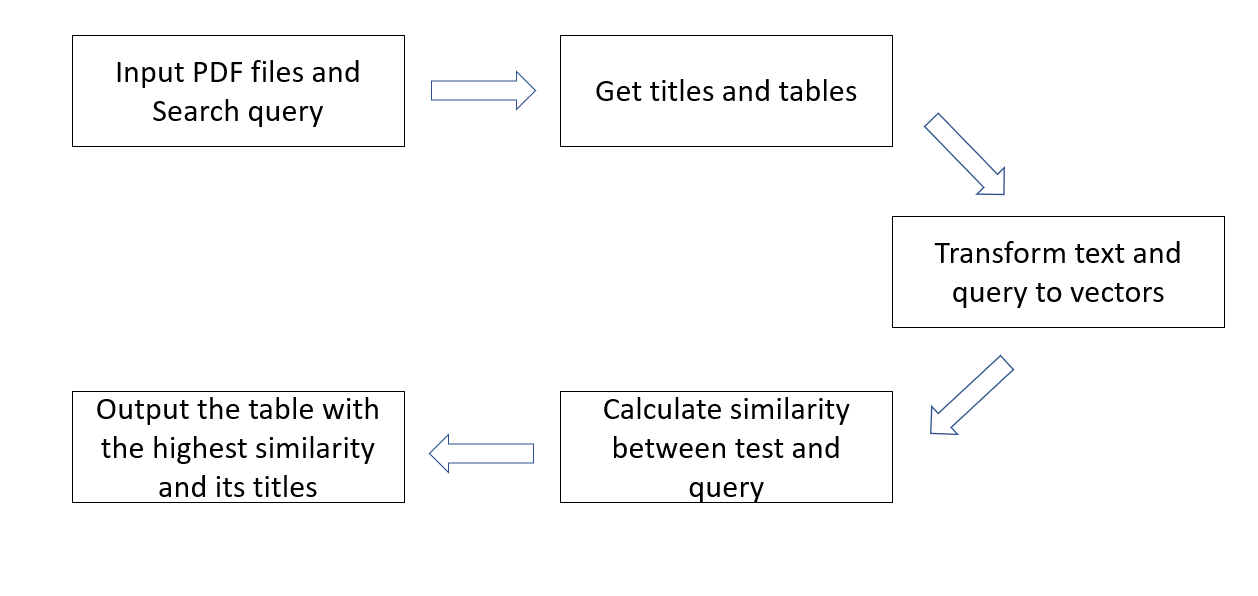 Input PDF files and
Search query
Get titles and tables
Transform text and
query to vectors
Calculate similarity
between test and
query
Output the table with
the highest similarity
and its titles